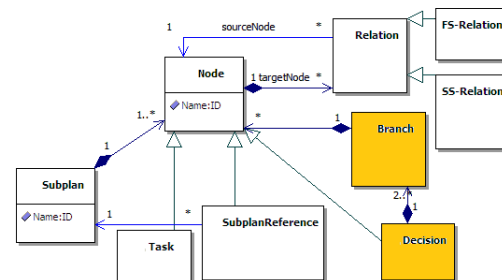 1 sourceNode *
Relation
FS-Relation
Node
1 targetNode *
Name:ID
SS-Relation
1..*
*
1
Branch
1
Subplan
2..*
1
Name:ID
1
*
SubplanReference
Task
Decision